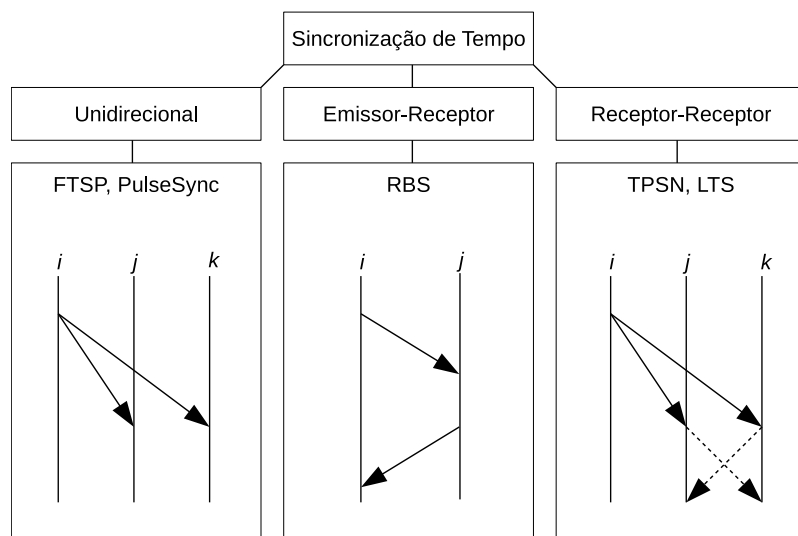 Sincronização de Tempo
Unidirecional
Emissor-Receptor
Receptor-Receptor
FTSP, PulseSync
RBS
TPSN, LTS
i
j
k
i
j
i
j
k